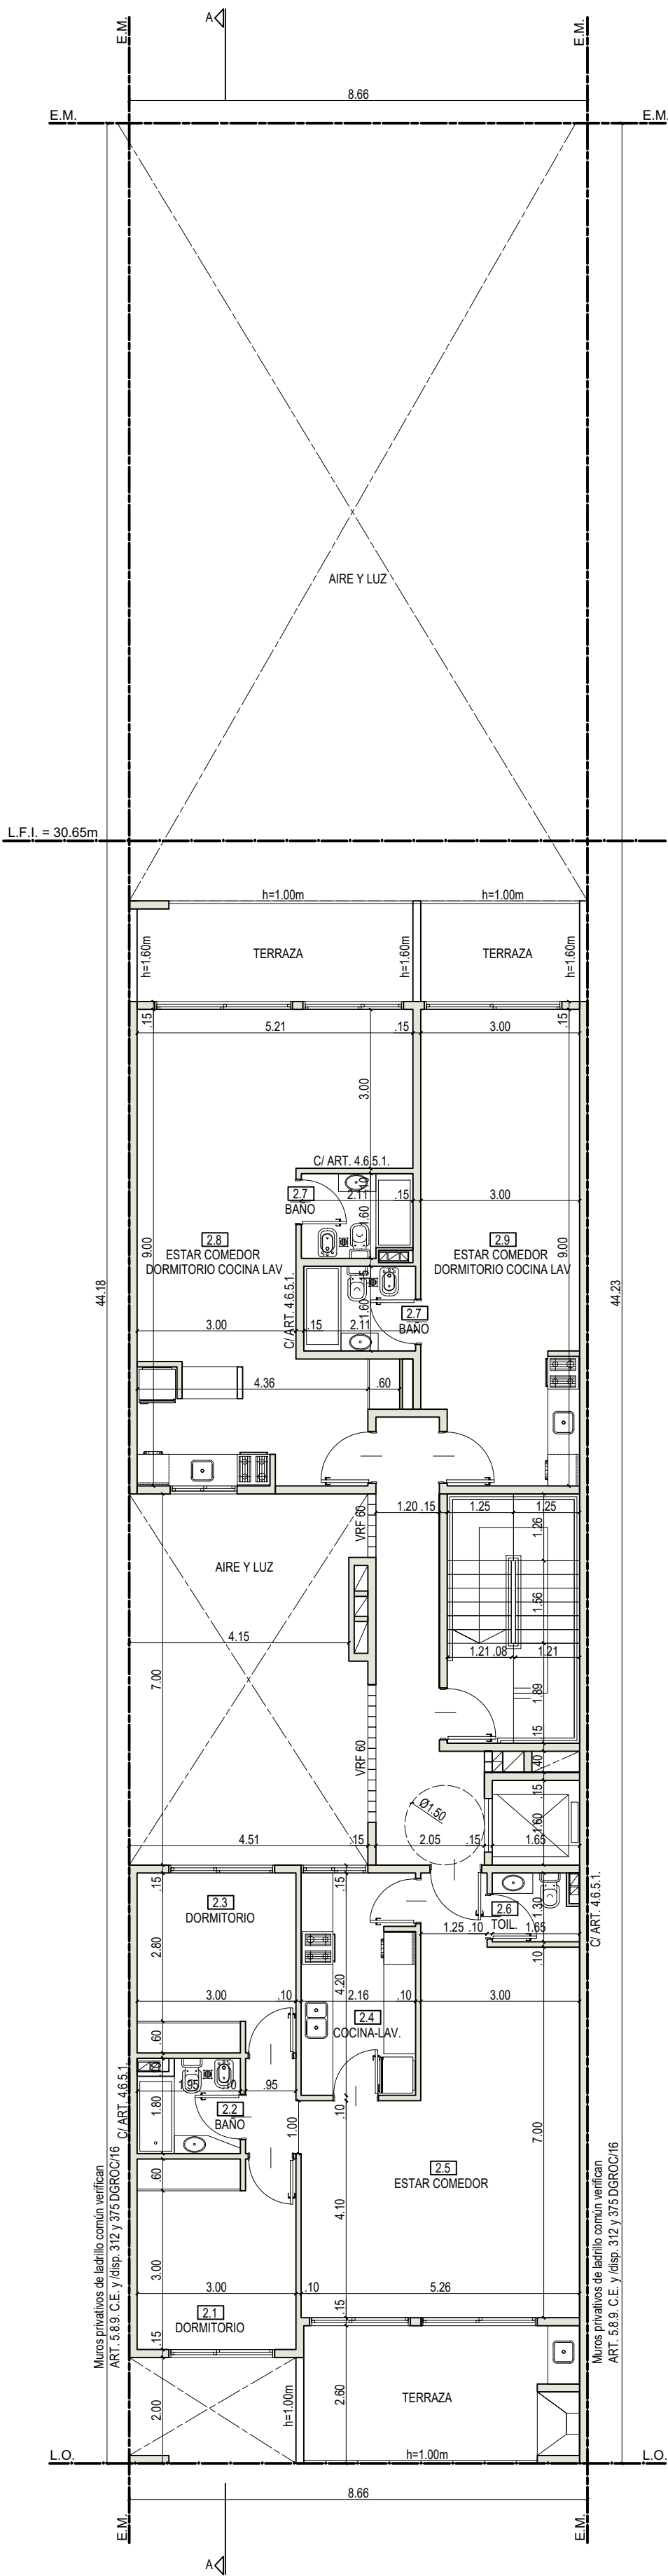 A
E.M.
E.M.
8.66
E.M.
E.M.
AIRE Y LUZ
L.F.I. = 30.65m
h=1.00m
h=1.00m
h=1.60m
TERRAZA
h=1.60m
TERRAZA
h=1.60m
.15
5.21
.15
3.00
.15
3.00
C/ ART. 4.6.5.1.
2.7
BAÑO
2.11
.15
1.60
3.00
2.8
ESTAR COMEDOR
DORMITORIO COCINA LAV
9.00
2.9
ESTAR COMEDOR
DORMITORIO COCINA LAV
9.00
44.18
44.23
C/ ART. 4.6.5.1.
.15
1.60
2.7
BAÑO
3.00
.15
2.11
4.36
.60
VRF 60
1.20
.15
1.25
1.25
1.26
AIRE Y LUZ
1.56
4.15
1.21
.08
1.21
7.00
1.89
.15
VRF 60
.40
.15
Ø1.50
1.60
4.51
.15
2.05
.15
1.65
.15
2.3
DORMITORIO
.15
2.6
TOIL.
1.30
C/ ART. 4.6.5.1.
1.25
.10
1.65
2.80
.10
4.20
3.00
.10
2.16
.10
3.00
2.4
COCINA-LAV.
.60
1.95
.10
.95
C/ ART. 4.6.5.1.
1.80
2.2
BAÑO
1.00
.10
7.00
.60
2.5
ESTAR COMEDOR
4.10
3.00
3.00
.10
5.26
2.1
DORMITORIO
.15
.15
Muros privativos de ladrillo común verifican
ART. 5.8.9. C.E. y /disp. 312 y 375 DGROC/16
Muros privativos de ladrillo común verifican
ART. 5.8.9. C.E. y /disp. 312 y 375 DGROC/16
2.00
h=1.00m
2.60
TERRAZA
h=1.00m
L.O.
L.O.
8.66
E.M.
E.M.
A